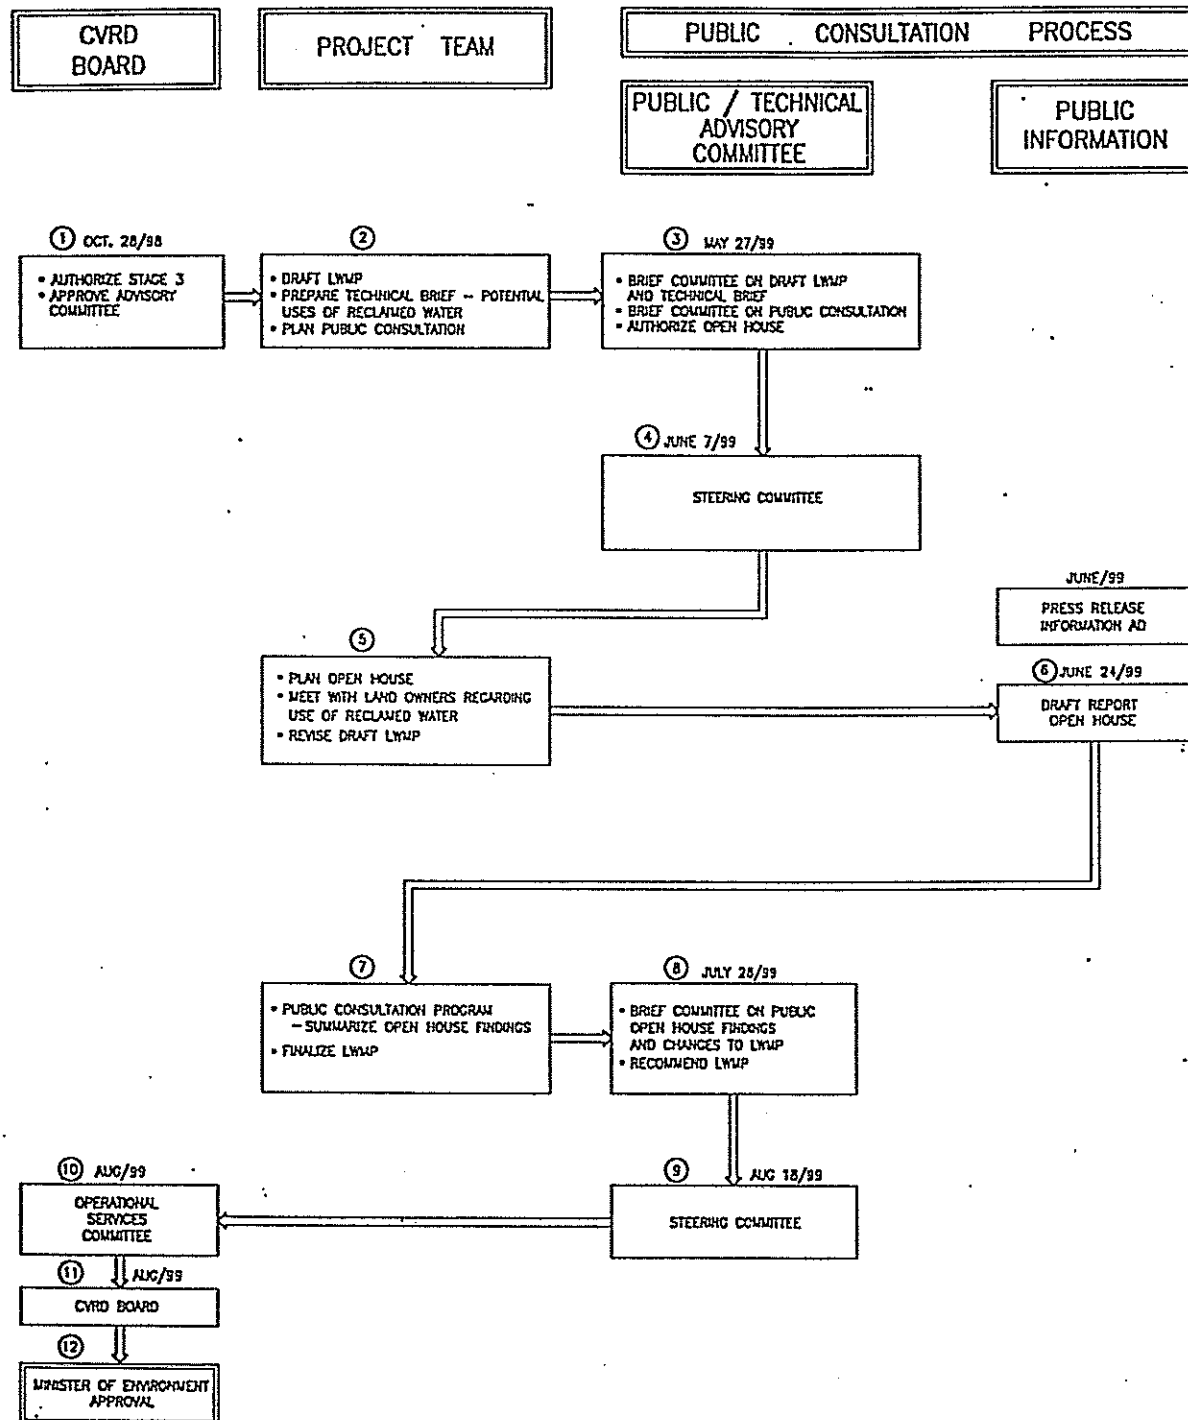 CVRD
BOARD
PROJECT TEAM
PUBLIC CONSULTATION PROCESS
PUBLIC / TECHNICAL
ADVISORY
COMMITTEE
PUBLIC
INFORMATION
1 OCT. 28/98
• AUTHORIZE STAGE 3
• APPROVE ADVISORY
COMMITTEE
2
• DRAFT LWMP
• PREPARE TECHNICAL BRIEF – POTENTIAL
USES OF RECLAIMED WATER
• PLAN PUBLIC CONSULTATION
3 MAY 27/99
• BRIEF COMMITTEE ON DRAFT LWMP
AND TECHNICAL BRIEF
• BRIEF COMMITTEE ON PUBLIC CONSULTATION
• AUTHORIZE OPEN HOUSE
4 JUNE 7/99
STEERING COMMITTEE
JUNE/99
PRESS RELEASE
INFORMATION AD
5
• PLAN OPEN HOUSE
• MEET WITH LAND OWNERS REGARDING
USE OF RECLAIMED WATER
• REVISE DRAFT LWMP
6 JUNE 24/99
DRAFT REPORT
OPEN HOUSE
7
• PUBLIC CONSULTATION PROGRAM
– SUMMARIZE OPEN HOUSE FINDINGS
• FINALIZE LWMP
8 JULY 28/99
• BRIEF COMMITTEE ON PUBLIC
OPEN HOUSE FINDINGS
AND CHANGES TO LWMP
• RECOMMEND LWMP
9 AUG 18/99
STEERING COMMITTEE
10 AUG/99
OPERATIONAL
SERVICES
COMMITTEE
11 AUG/99
CVRD BOARD
12
MINISTER OF ENVIRONMENT
APPROVAL